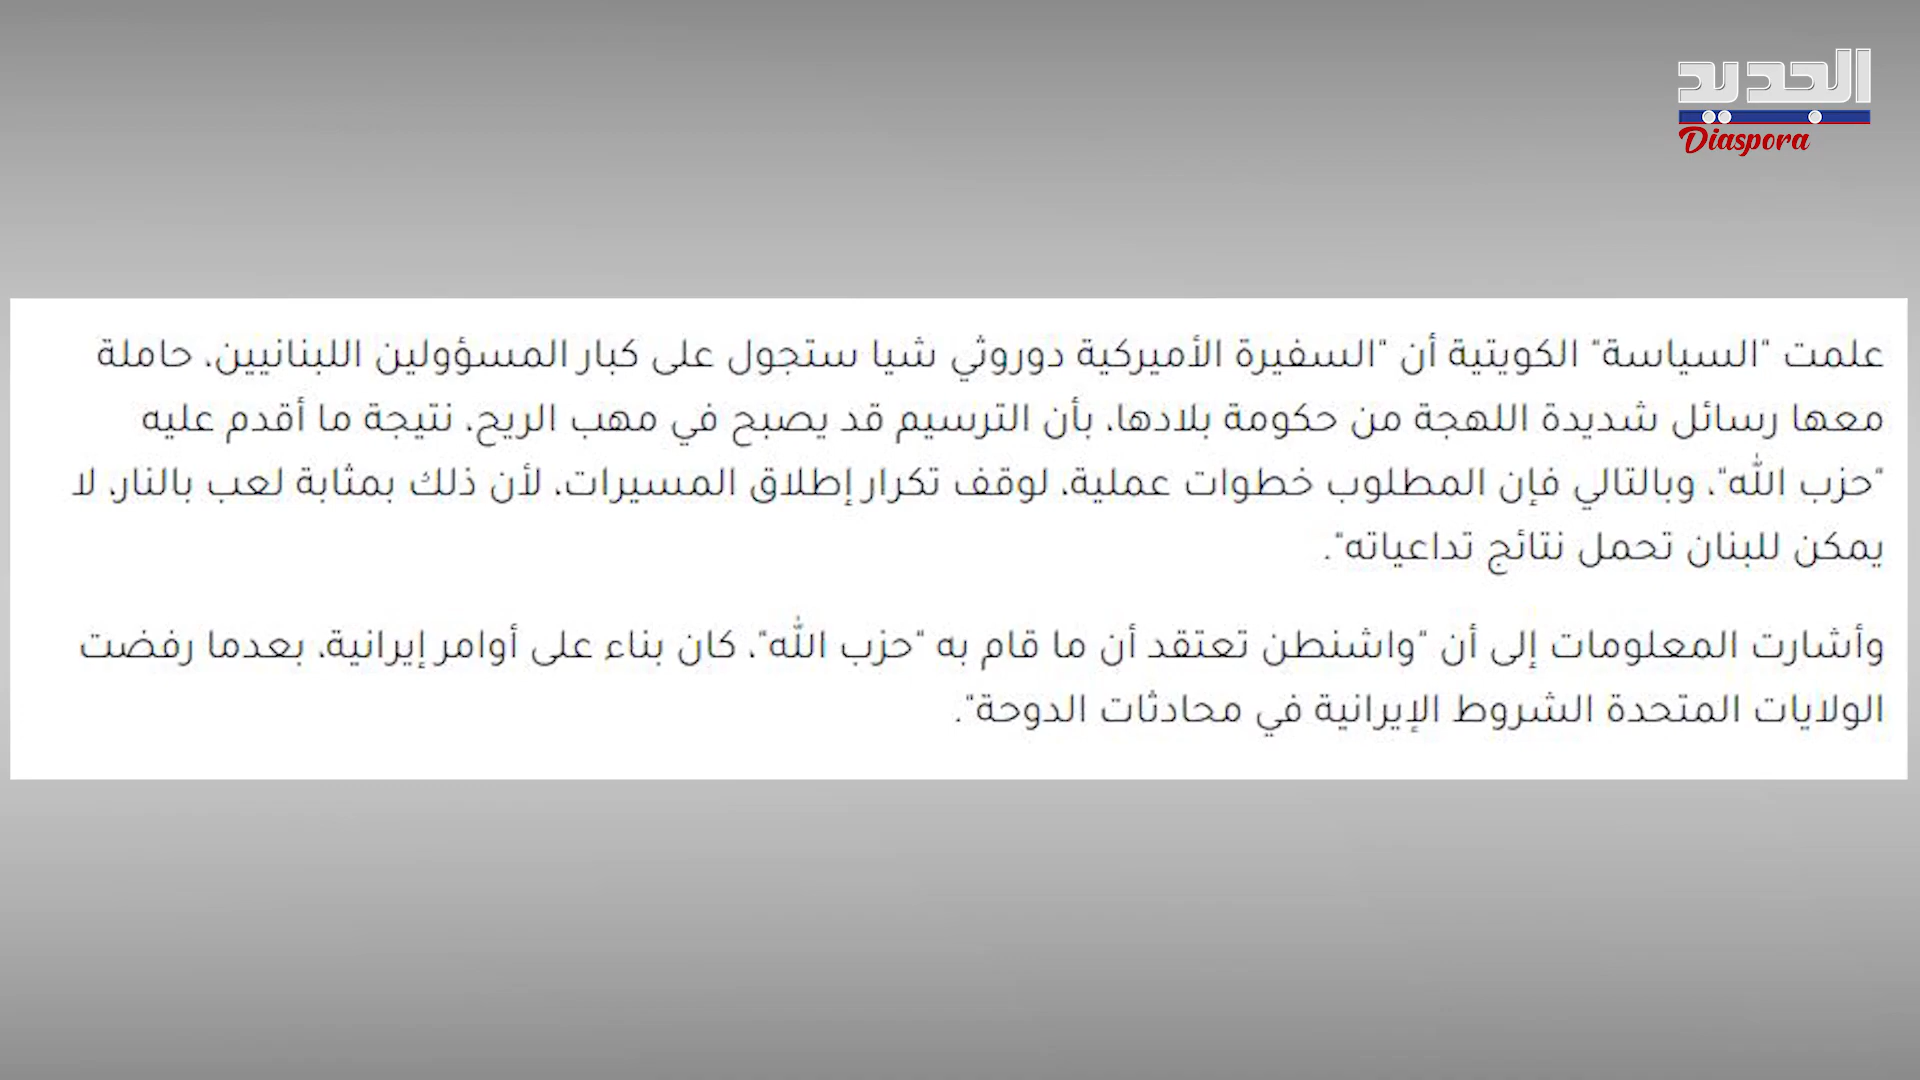 الجديد
Diaspora
علمت "السياسة" الكويتية أن "السفيرة الأميركية دوروثي شيا ستجول على كبار المسؤولين اللبنانيين، حاملة
معها رسائل شديدة اللهجة من حكومة بلادها، بأن الترسيم قد يصبح في مهب الريح، نتيجة ما أقدم عليه
"حزب الله"، وبالتالي فإن المطلوب خطوات عملية، لوقف تكرار إطلاق المسيرات، لأن ذلك بمثابة لعب بالنار، لا
يمكن للبنان تحمل نتائج تداعياته".
وأشارت المعلومات إلى أن "واشنطن تعتقد أن ما قام به "حزب الله"، كان بناء على أوامر إيرانية، بعدما رفضت
الولايات المتحدة الشروط الإيرانية في محادثات الدوحة".